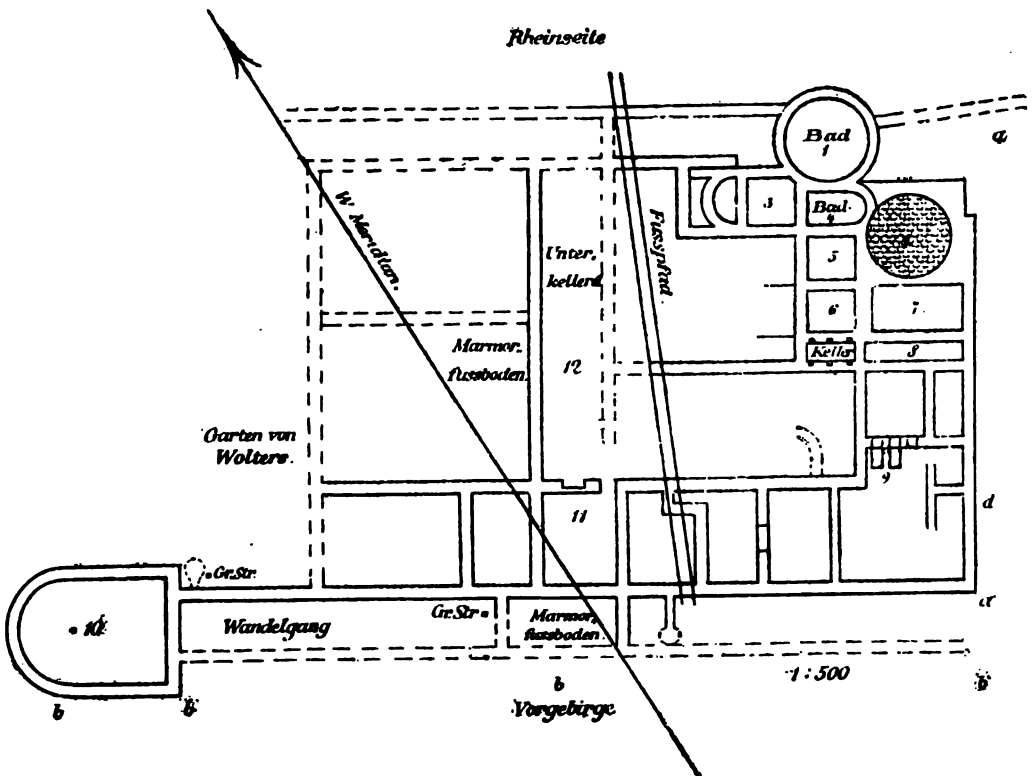 Rheinseite
Bad
1
a
W. Meridian.
Fusspfad.
3
Bad.
4
5
Unter.
kellert
6
7
Marmor.
fussboden.
12
Keller
8
Garten von
Wolters.
9
11
d
Gr.Str.
Gr.Str
Marmor,
fussboden.
a
10
Wandelgang
1:500
b
b
b
b
Vorgebirge